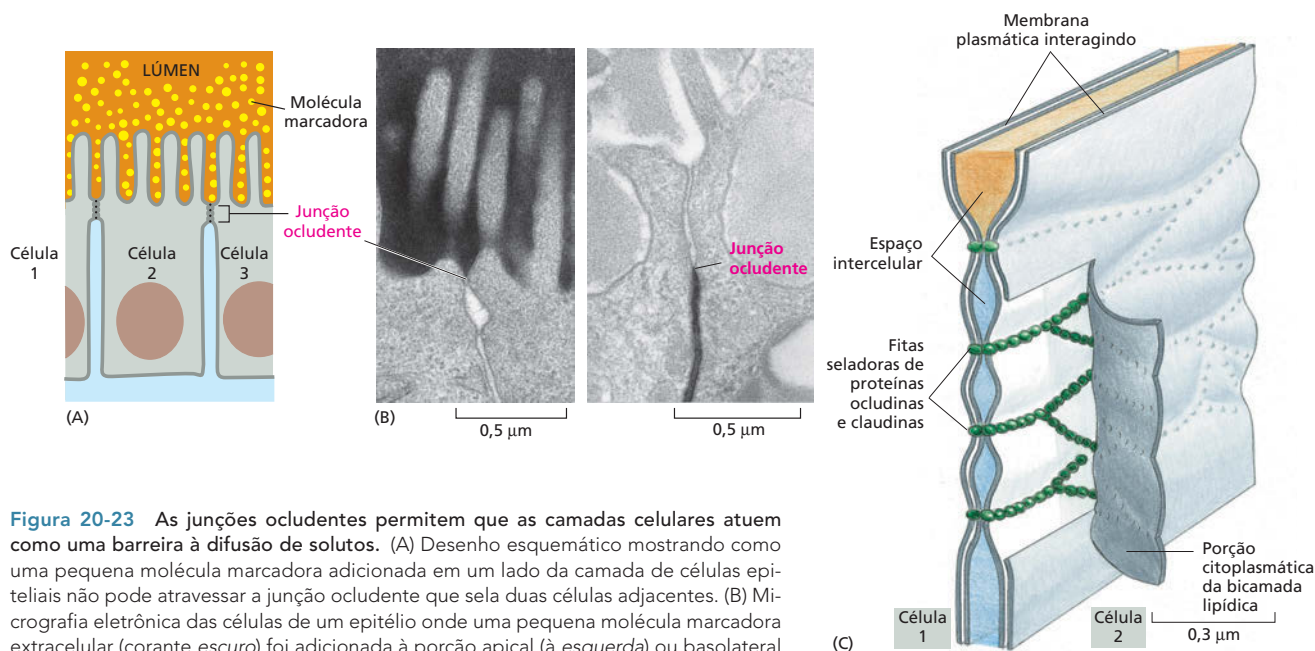 LÚMEN
Molécula
marcadora
Junção
ocludente
Célula
1
Célula
2
Célula
3
(A)
Junção
ocludente
(B)
0,5 µm
0,5 µm
Membrana
plasmática interagindo
Espaço
intercelular
Fitas
seladoras de
proteínas
ocludinas
e claudinas
Porção
citoplasmática
da bicamada
lipídica
Célula
1
Célula
2
0,3 µm
(C)
Figura 20-23 As junções ocludentes permitem que as camadas celulares atuem
como uma barreira à difusão de solutos. (A) Desenho esquemático mostrando como
uma pequena molécula marcadora adicionada em um lado da camada de células epi-
teliais não pode atravessar a junção ocludente que sela duas células adjacentes. (B) Mi-
crografia eletrônica das células de um epitélio onde uma pequena molécula marcadora
extracelular (corante escuro) foi adicionada à porção apical (à esquerda) ou basolateral